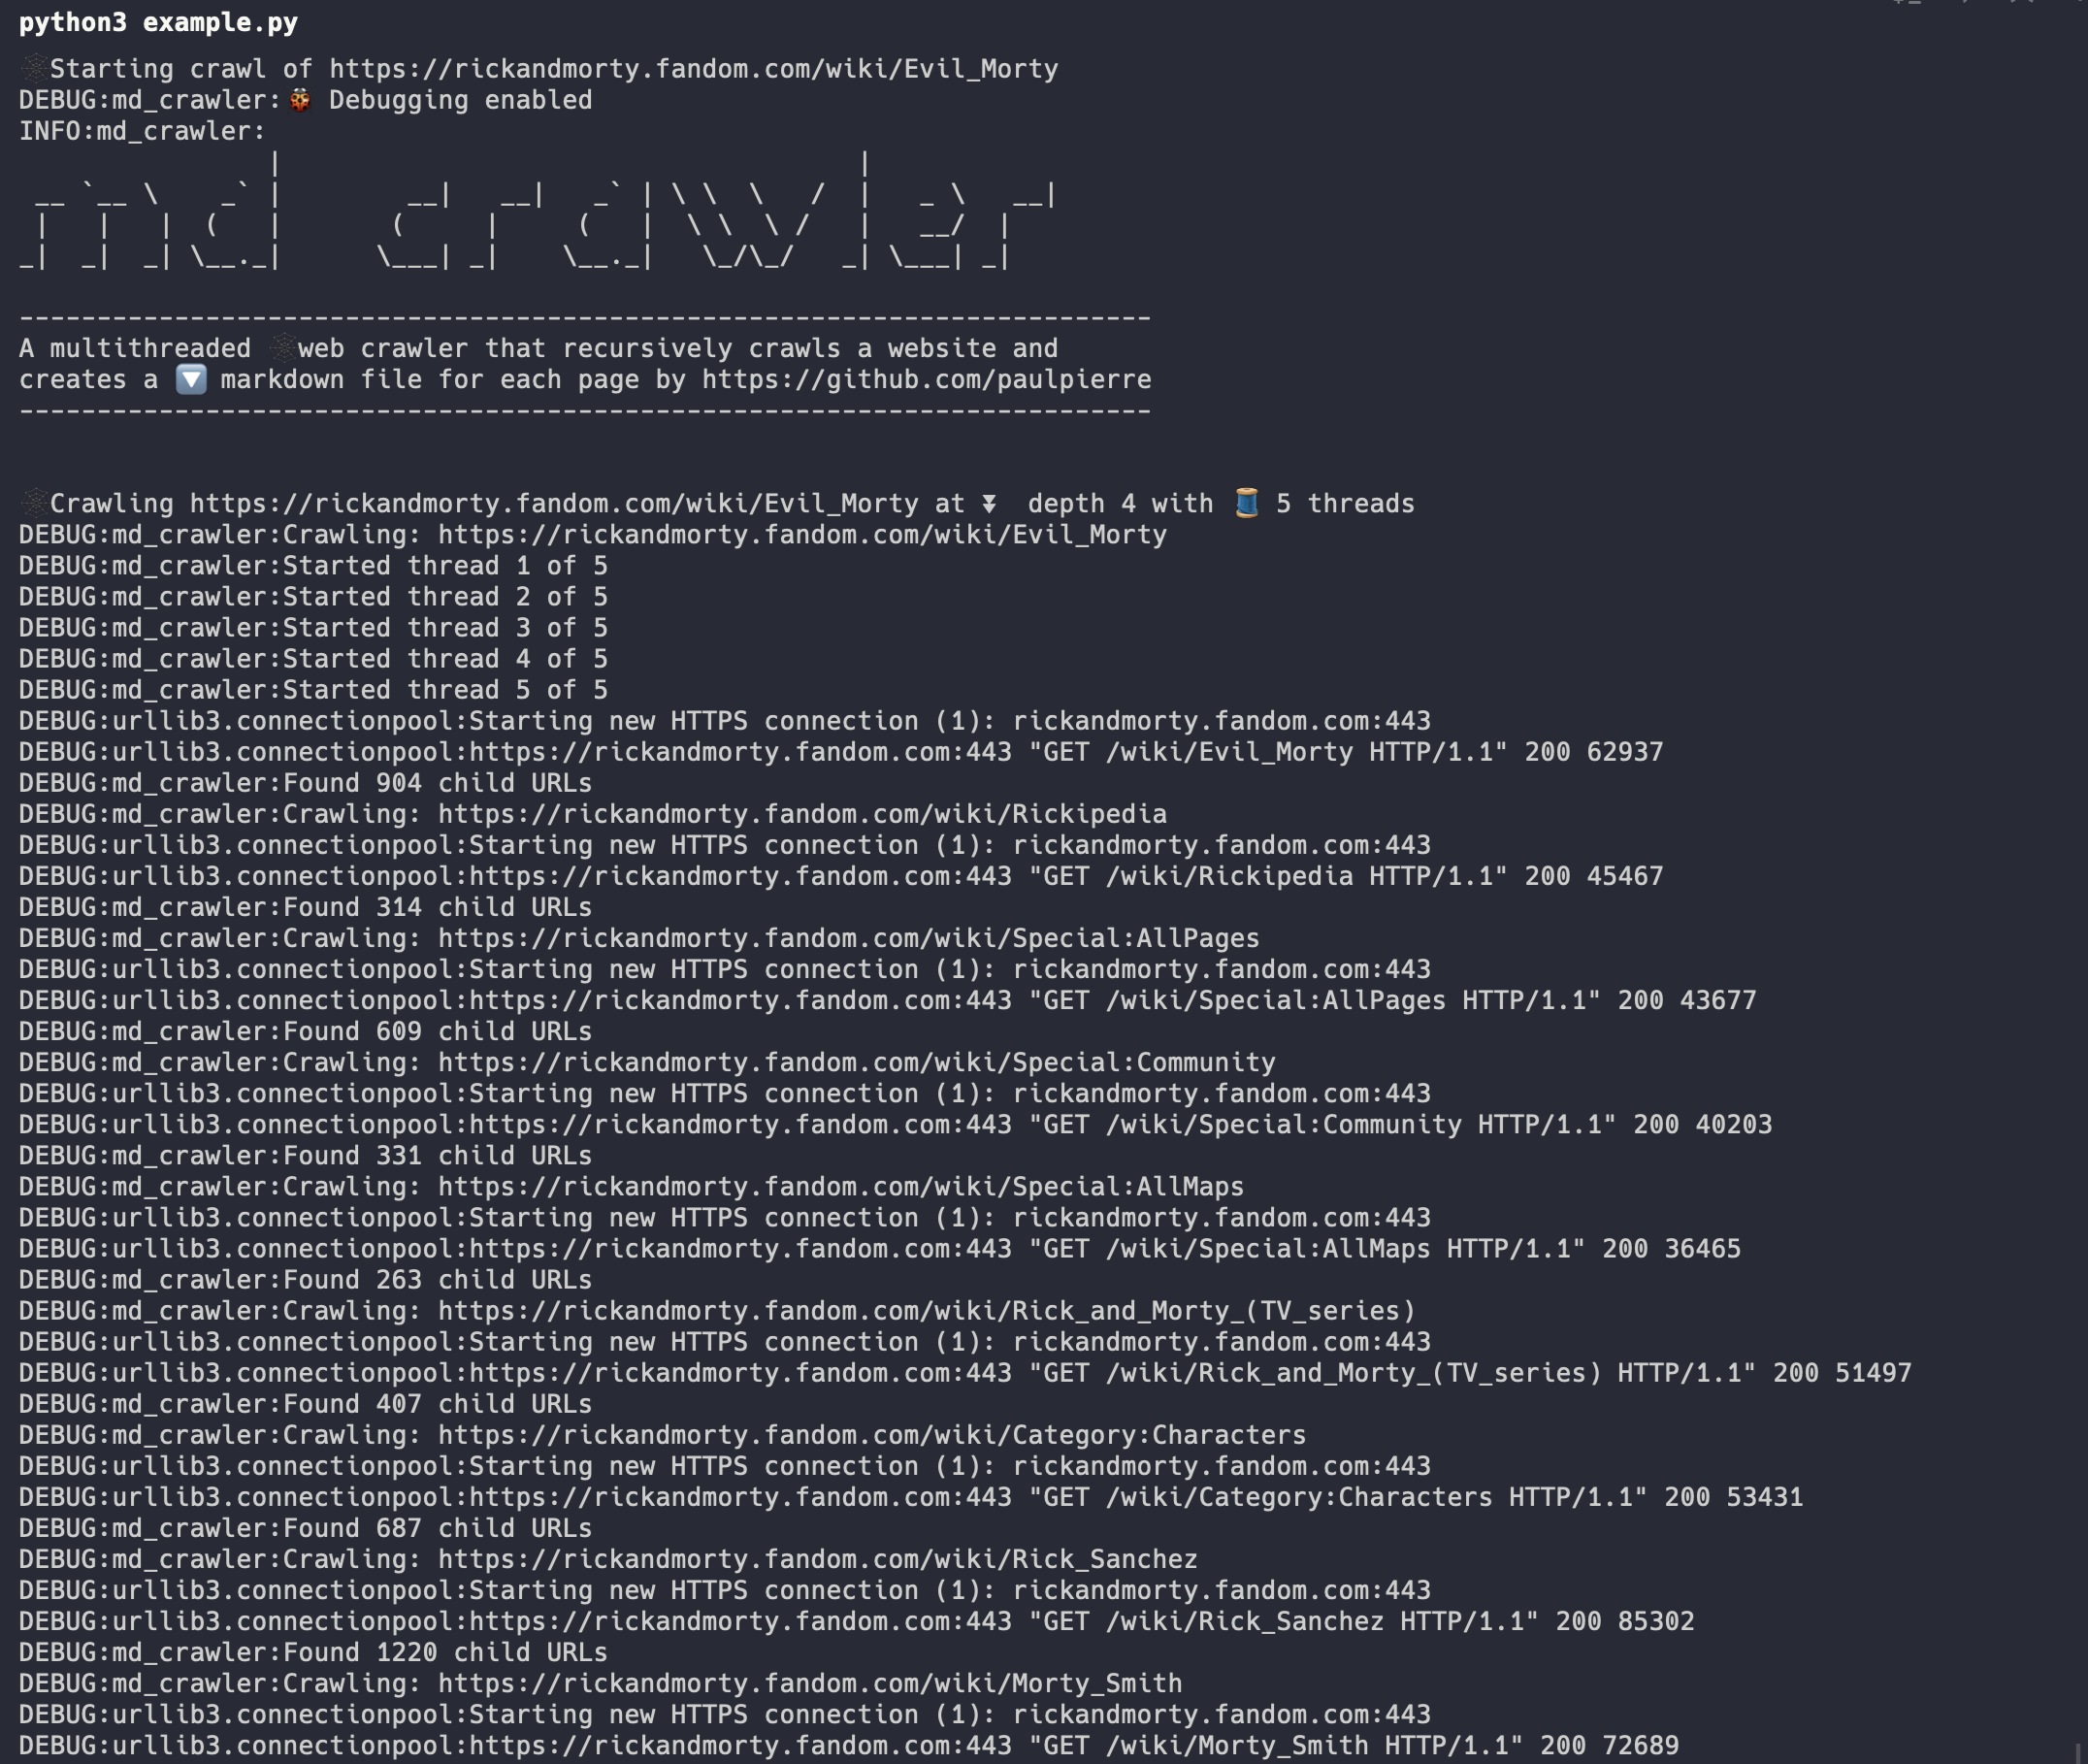 python3 example.py
🕸Starting crawl of https://rickandmorty.fandom.com/wiki/Evil_Morty
DEBUG:md_crawler:🐞 Debugging enabled
INFO:md_crawler:
                |                                     |
 __ `__ \    _` |        __|   __|   _` | \ \  \   /  |   _ \   __|
 |   |   |  (   |       (     |     (   |  \ \  \ /   |   __/  |
_|  _|  _| \__._|      \___| _|    \__._|   \_/\_/   _| \___| _|
-------------------------------------------------------------------------
A multithreaded 🕸web crawler that recursively crawls a website and
creates a 🔽 markdown file for each page by https://github.com/paulpierre
-------------------------------------------------------------------------
🕸Crawling https://rickandmorty.fandom.com/wiki/Evil_Morty at ⏬ depth 4 with 🧵 5 threads
DEBUG:md_crawler:Crawling: https://rickandmorty.fandom.com/wiki/Evil_Morty
DEBUG:md_crawler:Started thread 1 of 5
DEBUG:md_crawler:Started thread 2 of 5
DEBUG:md_crawler:Started thread 3 of 5
DEBUG:md_crawler:Started thread 4 of 5
DEBUG:md_crawler:Started thread 5 of 5
DEBUG:urllib3.connectionpool:Starting new HTTPS connection (1): rickandmorty.fandom.com:443
DEBUG:urllib3.connectionpool:https://rickandmorty.fandom.com:443 "GET /wiki/Evil_Morty HTTP/1.1" 200 62937
DEBUG:md_crawler:Found 904 child URLs
DEBUG:md_crawler:Crawling: https://rickandmorty.fandom.com/wiki/Rickipedia
DEBUG:urllib3.connectionpool:Starting new HTTPS connection (1): rickandmorty.fandom.com:443
DEBUG:urllib3.connectionpool:https://rickandmorty.fandom.com:443 "GET /wiki/Rickipedia HTTP/1.1" 200 45467
DEBUG:md_crawler:Found 314 child URLs
DEBUG:md_crawler:Crawling: https://rickandmorty.fandom.com/wiki/Special:AllPages
DEBUG:urllib3.connectionpool:Starting new HTTPS connection (1): rickandmorty.fandom.com:443
DEBUG:urllib3.connectionpool:https://rickandmorty.fandom.com:443 "GET /wiki/Special:AllPages HTTP/1.1" 200 43677
DEBUG:md_crawler:Found 609 child URLs
DEBUG:md_crawler:Crawling: https://rickandmorty.fandom.com/wiki/Special:Community
DEBUG:urllib3.connectionpool:Starting new HTTPS connection (1): rickandmorty.fandom.com:443
DEBUG:urllib3.connectionpool:https://rickandmorty.fandom.com:443 "GET /wiki/Special:Community HTTP/1.1" 200 40203
DEBUG:md_crawler:Found 331 child URLs
DEBUG:md_crawler:Crawling: https://rickandmorty.fandom.com/wiki/Special:AllMaps
DEBUG:urllib3.connectionpool:Starting new HTTPS connection (1): rickandmorty.fandom.com:443
DEBUG:urllib3.connectionpool:https://rickandmorty.fandom.com:443 "GET /wiki/Special:AllMaps HTTP/1.1" 200 36465
DEBUG:md_crawler:Found 263 child URLs
DEBUG:md_crawler:Crawling: https://rickandmorty.fandom.com/wiki/Rick_and_Morty_(TV_series)
DEBUG:urllib3.connectionpool:Starting new HTTPS connection (1): rickandmorty.fandom.com:443
DEBUG:urllib3.connectionpool:https://rickandmorty.fandom.com:443 "GET /wiki/Rick_and_Morty_(TV_series) HTTP/1.1" 200 51497
DEBUG:md_crawler:Found 407 child URLs
DEBUG:md_crawler:Crawling: https://rickandmorty.fandom.com/wiki/Category:Characters
DEBUG:urllib3.connectionpool:Starting new HTTPS connection (1): rickandmorty.fandom.com:443
DEBUG:urllib3.connectionpool:https://rickandmorty.fandom.com:443 "GET /wiki/Category:Characters HTTP/1.1" 200 53431
DEBUG:md_crawler:Found 687 child URLs
DEBUG:md_crawler:Crawling: https://rickandmorty.fandom.com/wiki/Rick_Sanchez
DEBUG:urllib3.connectionpool:Starting new HTTPS connection (1): rickandmorty.fandom.com:443
DEBUG:urllib3.connectionpool:https://rickandmorty.fandom.com:443 "GET /wiki/Rick_Sanchez HTTP/1.1" 200 85302
DEBUG:md_crawler:Found 1220 child URLs
DEBUG:md_crawler:Crawling: https://rickandmorty.fandom.com/wiki/Morty_Smith
DEBUG:urllib3.connectionpool:Starting new HTTPS connection (1): rickandmorty.fandom.com:443
DEBUG:urllib3.connectionpool:https://rickandmorty.fandom.com:443 "GET /wiki/Morty_Smith HTTP/1.1" 200 72689